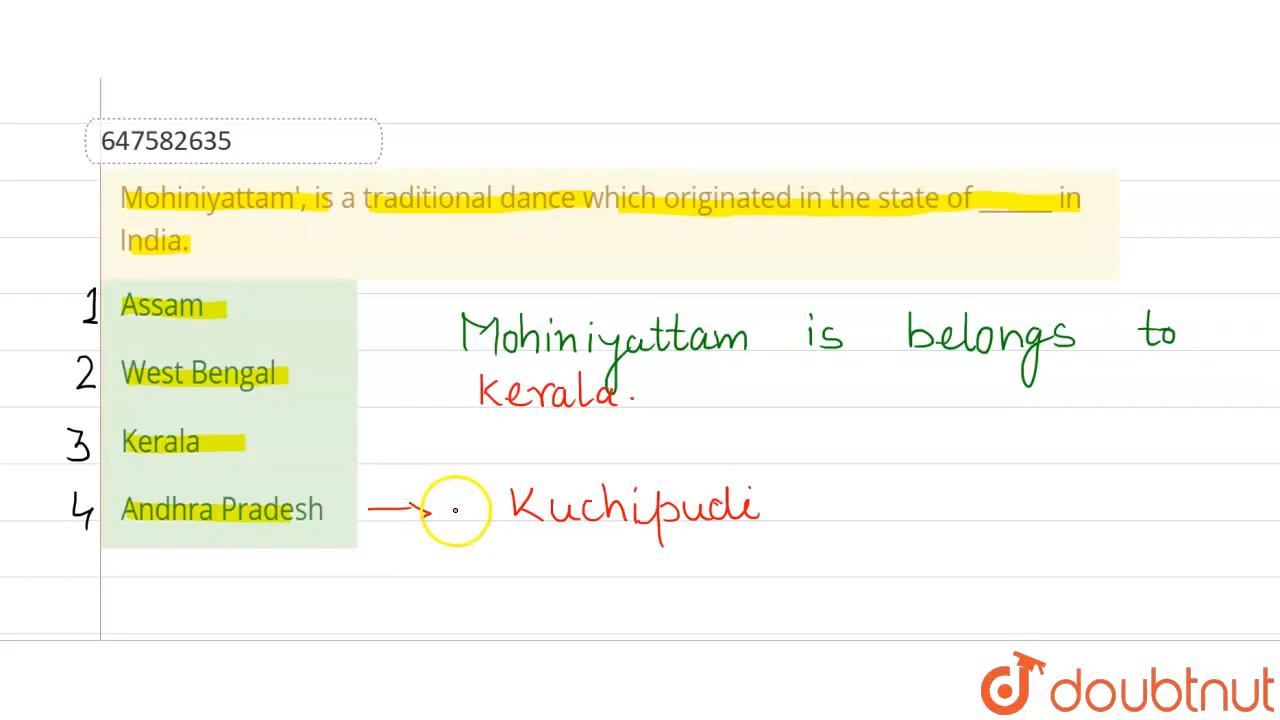 647582635
Mohiniyattam', is a traditional dance which originated in the state of ______ in
India.
1 Assam
2 West Bengal
3 Kerala
4 Andhra Pradesh
Mohiniyattam is belongs to
Kerala.
Kuchipudi
doubtnut